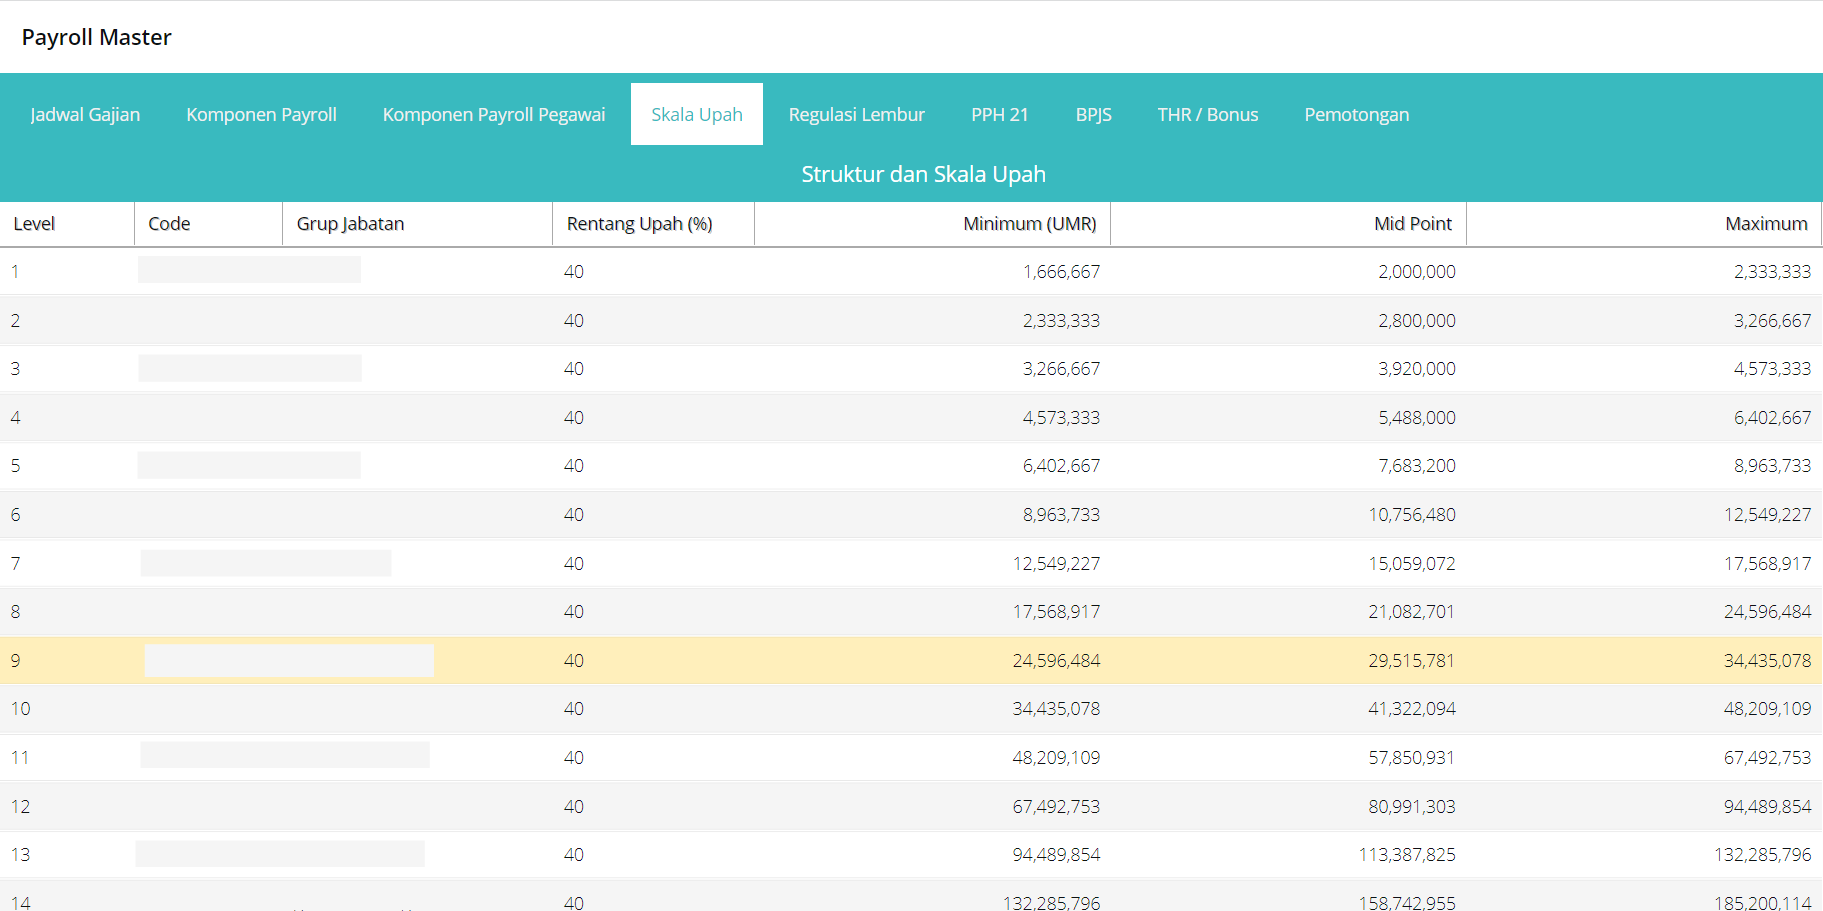 Payroll Master
Jadwal Gajian Komponen Payroll Komponen Payroll Pegawai Skala Upah Regulasi Lembur PPH 21 BPJS THR / Bonus Pemotongan
Struktur dan Skala Upah
Level Code Grup Jabatan Rentang Upah (%) Minimum (UMR) Mid Point Maximum
1 40 1,666,667 2,000,000 2,333,333
2 40 2,333,333 2,800,000 3,266,667
3 40 3,266,667 3,920,000 4,573,333
4 40 4,573,333 5,488,000 6,402,667
5 40 6,402,667 7,683,200 8,963,733
6 40 8,963,733 10,756,480 12,549,227
7 40 12,549,227 15,059,072 17,568,917
8 40 17,568,917 21,082,701 24,596,484
9 40 24,596,484 29,515,781 34,435,078
10 40 34,435,078 41,322,094 48,209,109
11 40 48,209,109 57,850,931 67,492,753
12 40 67,492,753 80,991,303 94,489,854
13 40 94,489,854 113,387,825 132,285,796
14 40 132,285,796 158,742,955 185,200,114